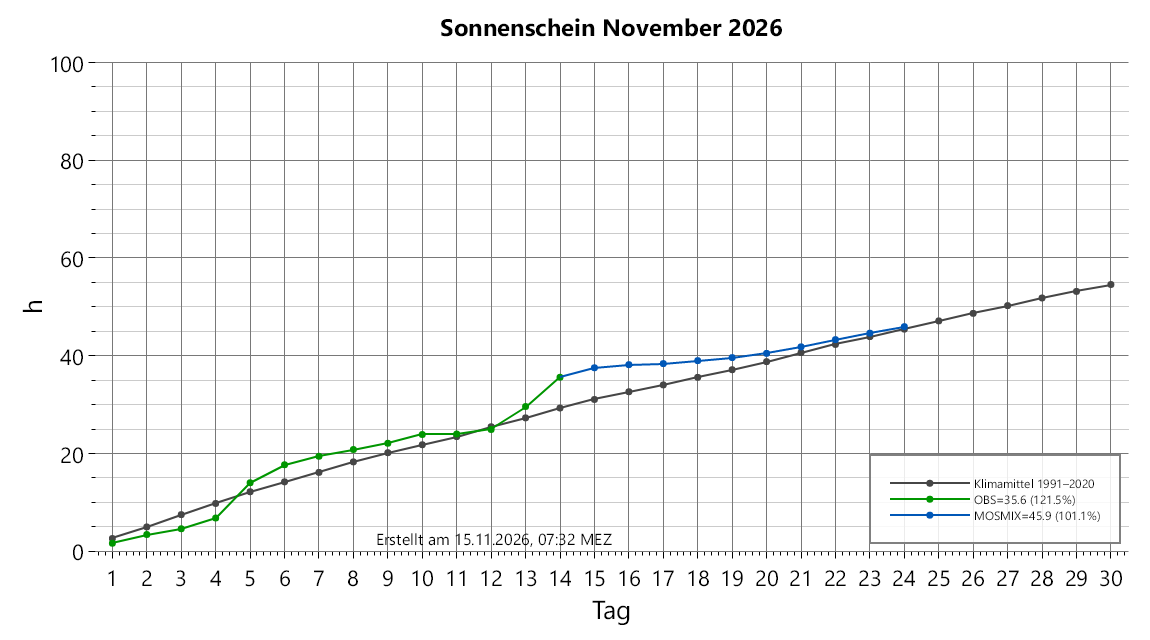 Sonnenschein November 2026
100
80
60
40
20
0
h
Klimamittel 1991–2020
OBS=35.6 (121.5%)
MOSMIX=45.9 (101.1%)
Erstellt am 15.11.2026, 07:32 MEZ
1 2 3 4 5 6 7 8 9 10 11 12 13 14 15 16 17 18 19 20 21 22 23 24 25 26 27 28 29 30
Tag